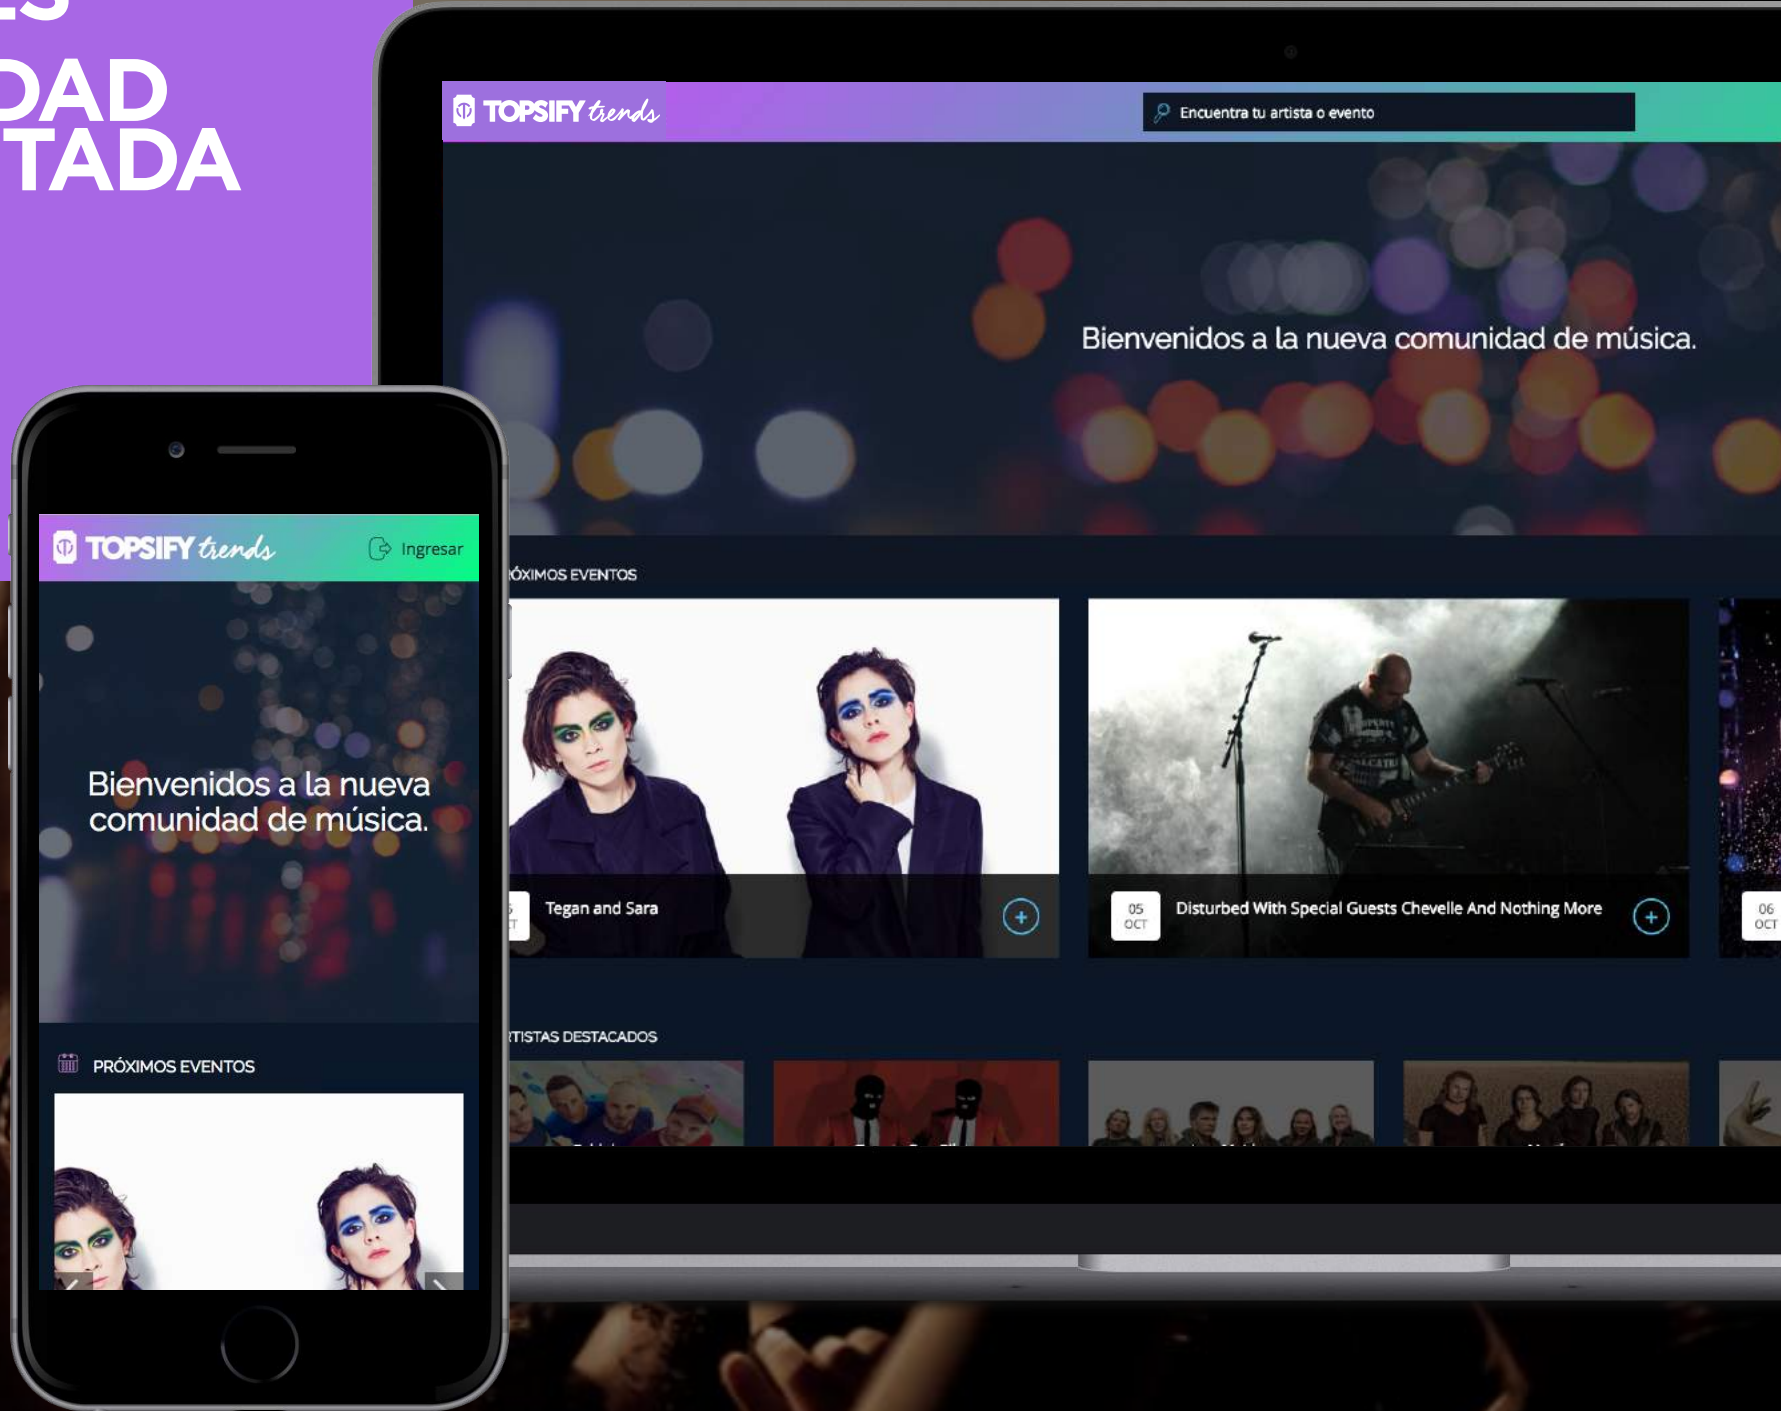 ES
DAD
TADA
TOPSIFY trends
Encuentra tu artista o evento
Bienvenidos a la nueva comunidad de música.
ÓXIMOS EVENTOS
Tegan and Sara
05
OCT
Disturbed With Special Guests Chevelle And Nothing More
06
OCT
TISTAS DESTACADOS
TOPSIFY trends
Ingresar
Bienvenidos a la nueva
comunidad de música.
PRÓXIMOS EVENTOS